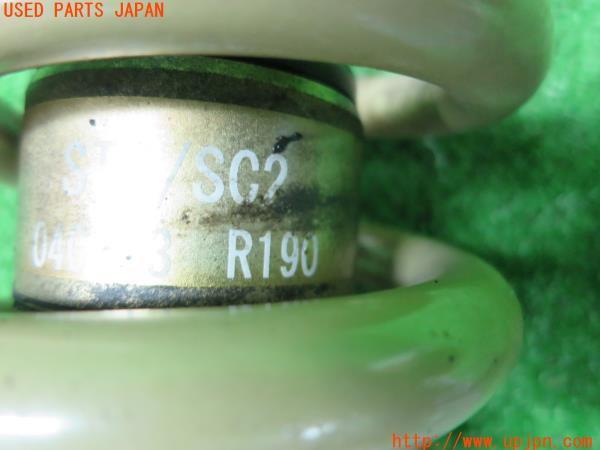 USED PARTS JAPAN
/SC2
R190
http://www.upjpn.com/